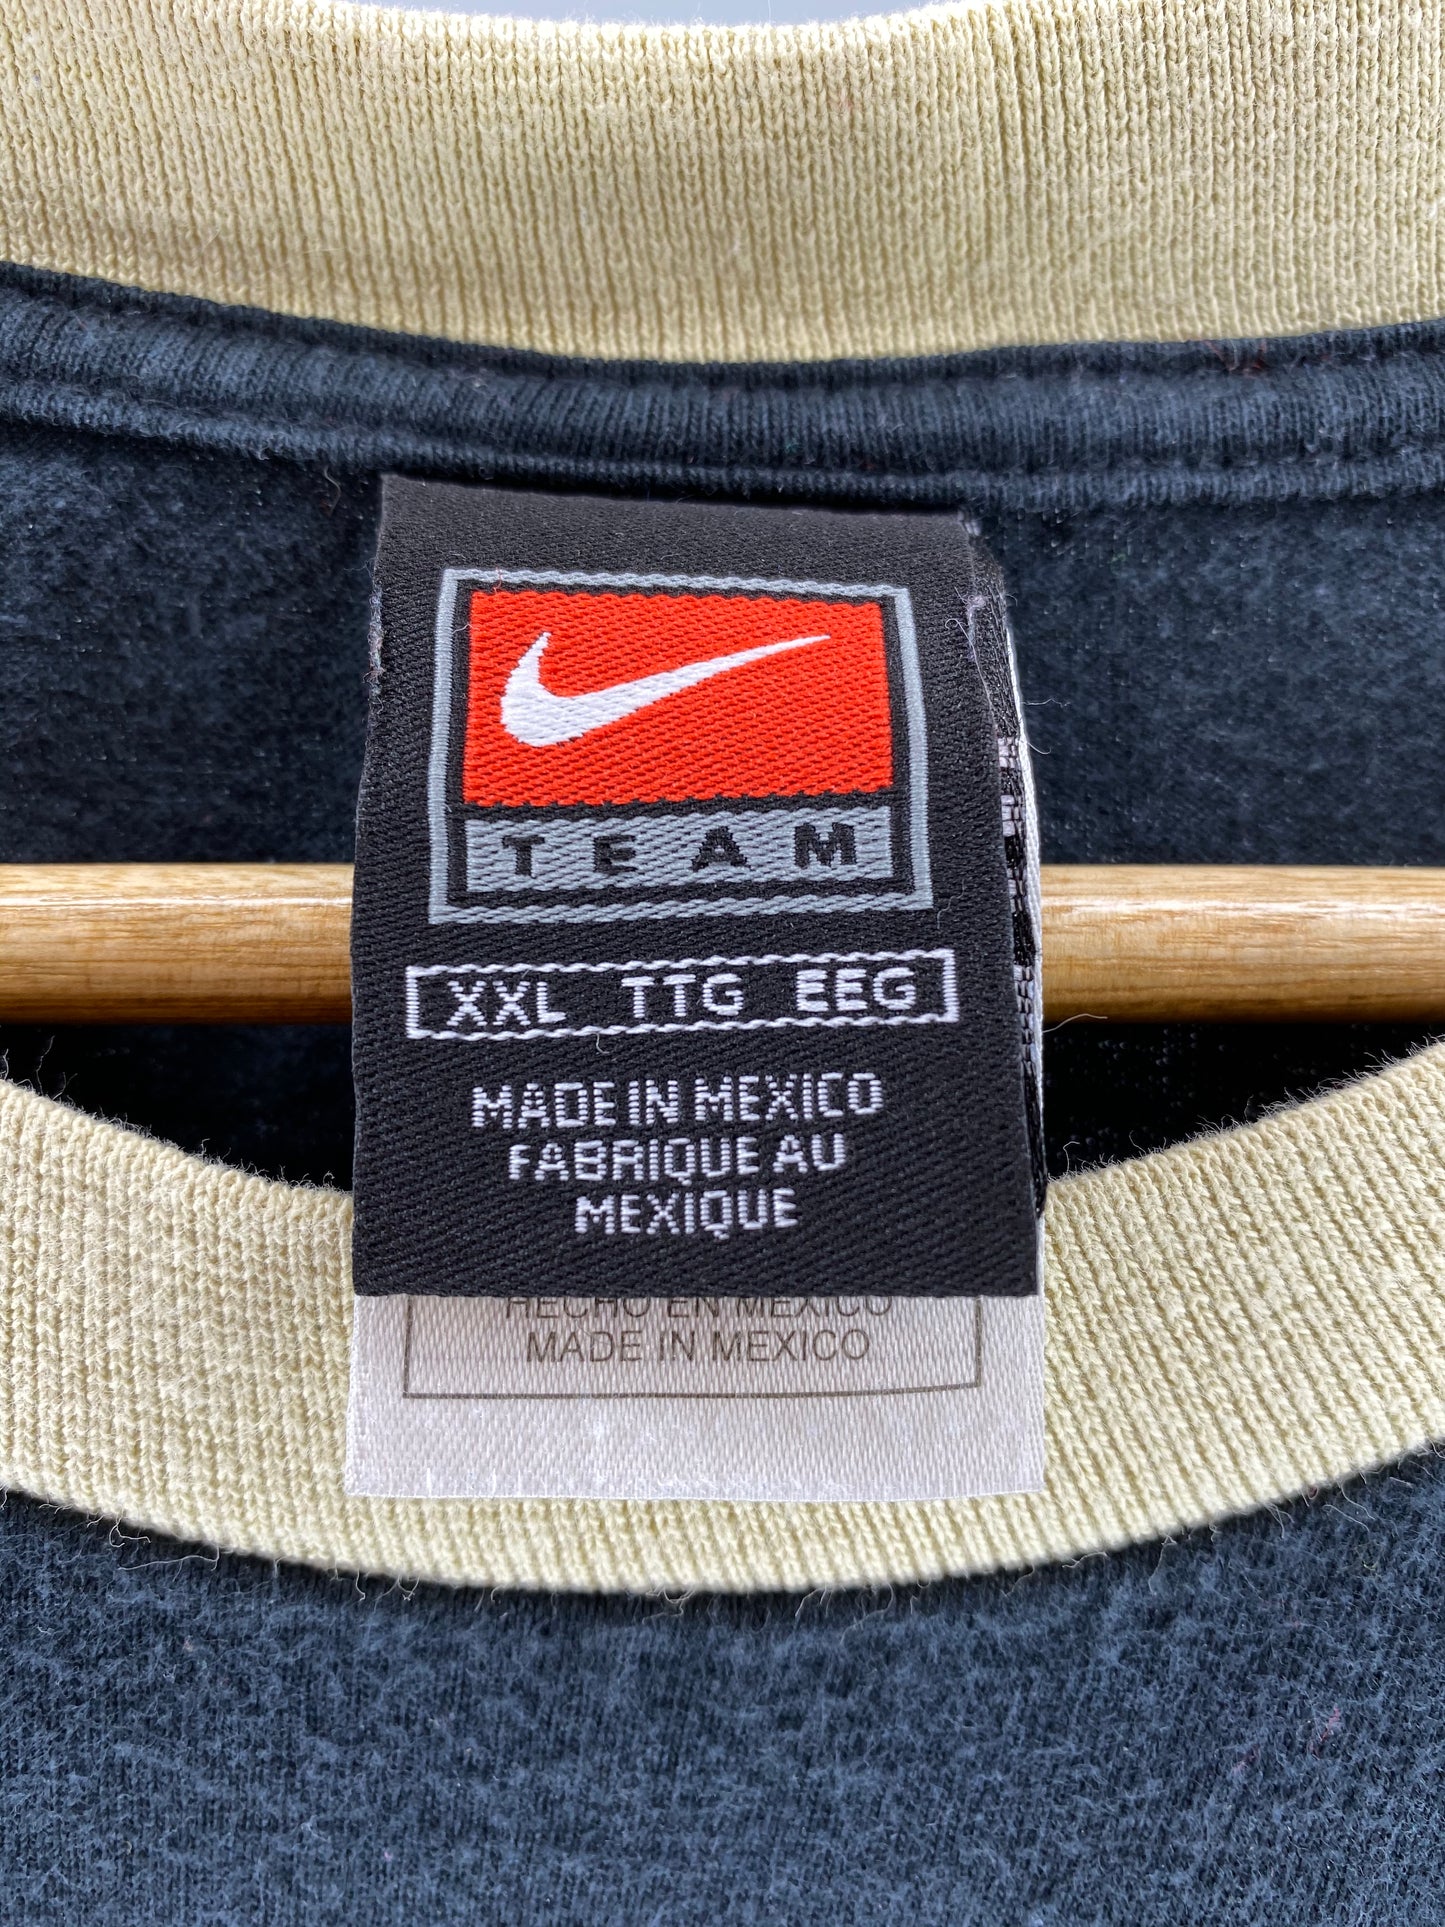 TEAM
XXL TTG EEG
MADE IN MEXICO
FABRIQUE AU
MEXIQUE
HECHO EN MEXICO
MADE IN MEXICO